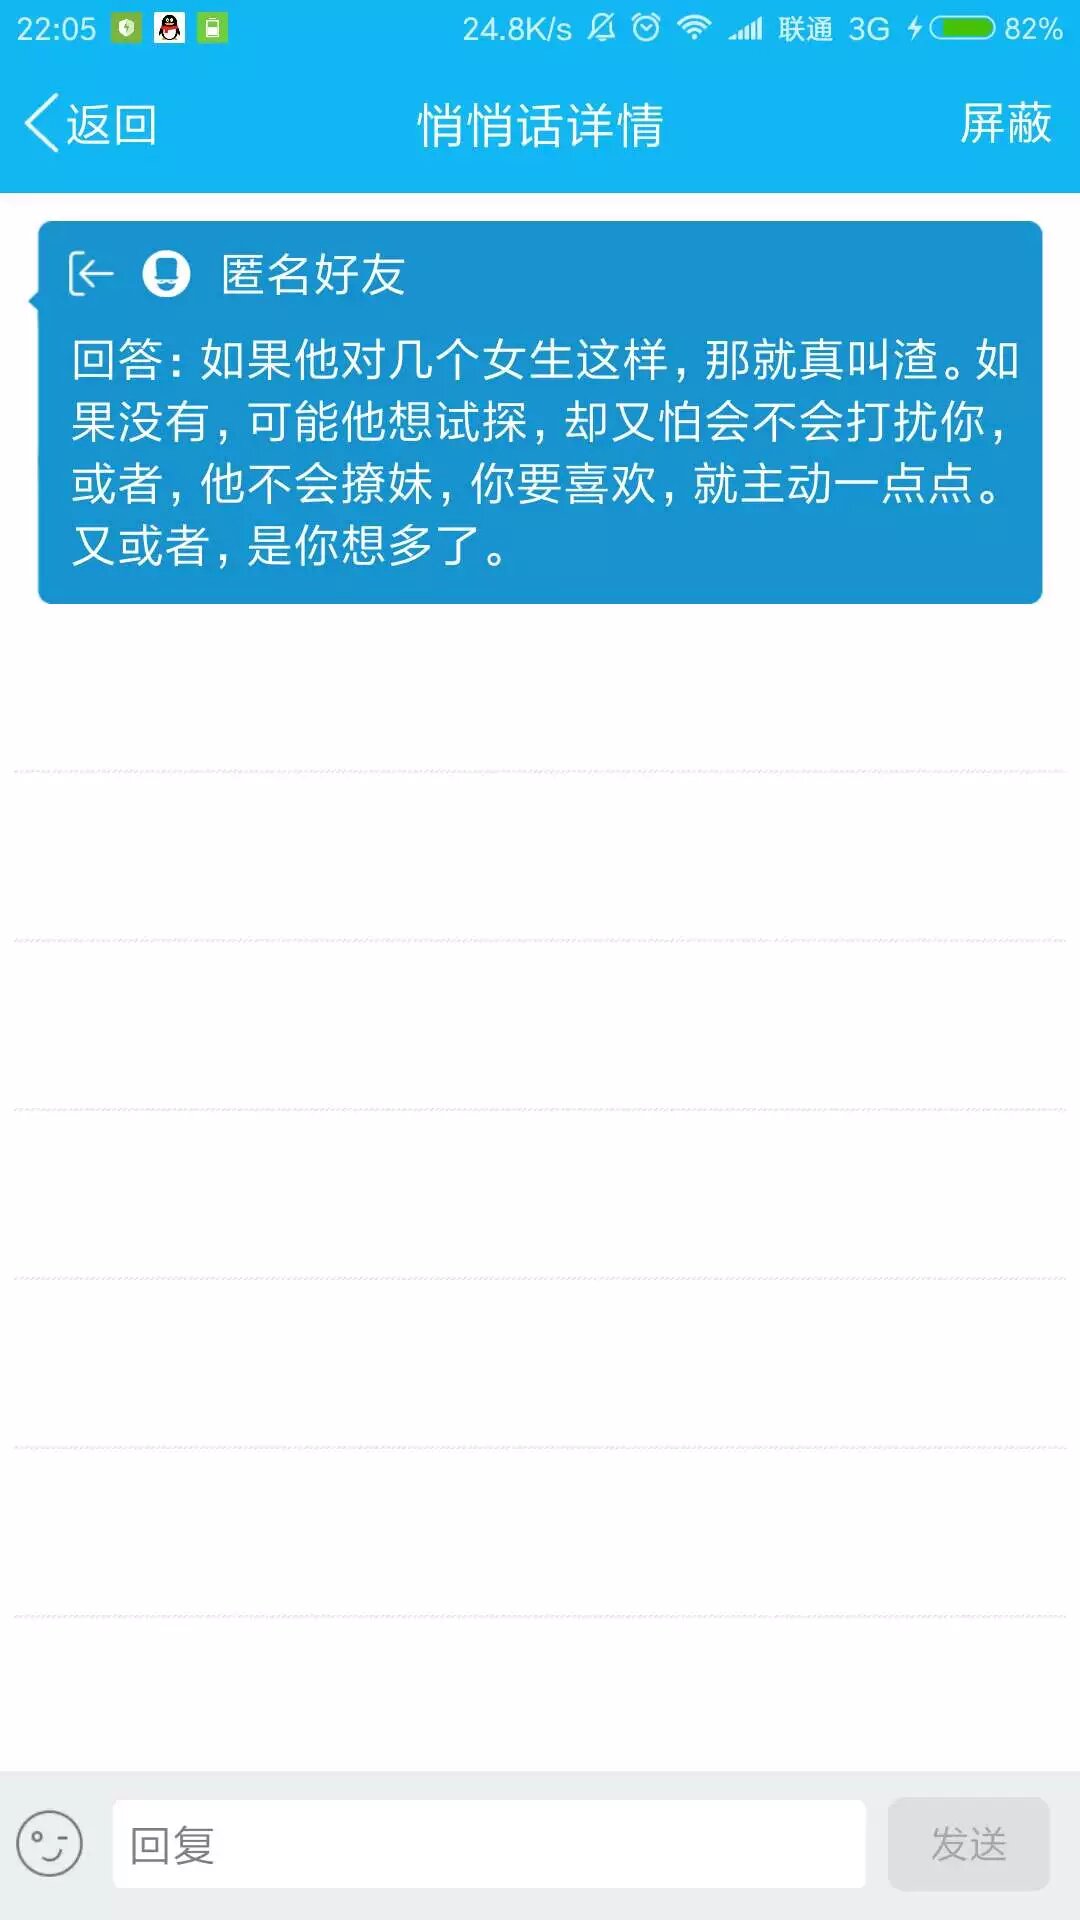 22:05 24.8K/s 联通 3G 82%
返回 悄悄话详情 屏蔽
匿名好友
回答：如果他对几个女生这样，那就真叫渣。如
果没有，可能他想试探，却又怕会不会打扰你，
或者，他不会撩妹，你要喜欢，就主动一点点。
又或者，是你想多了。
回复 发送